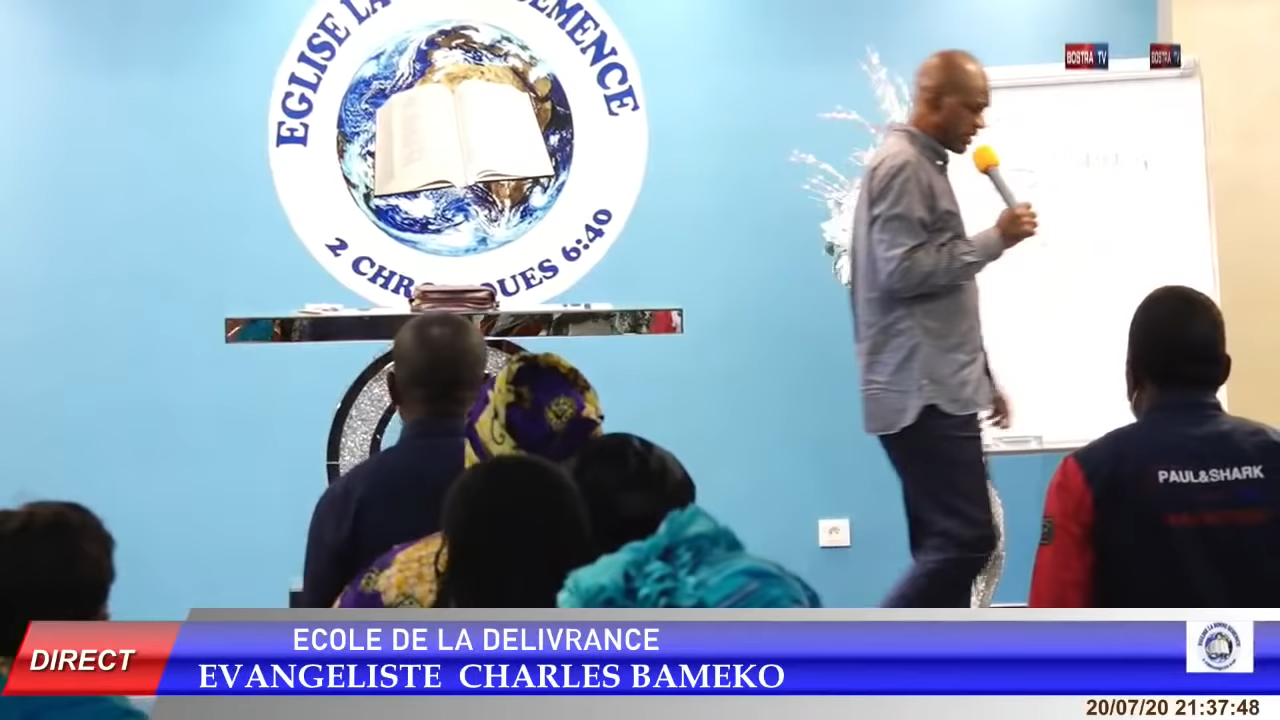 EGLISE LA
SEMENCE
2 CHR
QUES 6:40
BOSTRA TV
BOSTRA TV
PAUL&SHARK
ECOLE DE LA DELIVRANCE
DIRECT
EVANGELISTE CHARLES BAMEKO
20/07/20 21:37:48